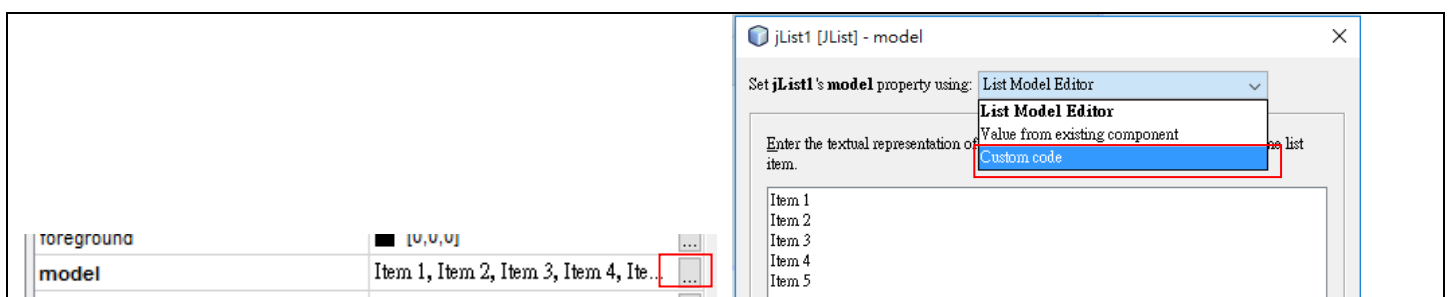 foreground [0,0,0] ...
model Item 1, Item 2, Item 3, Item 4, Ite... ...
jList1 [JList] - model
Set jList1's model property using: List Model Editor
List Model Editor
Value from existing component
Custom code
Enter the textual representation of ne list
item.
Item 1
Item 2
Item 3
Item 4
Item 5